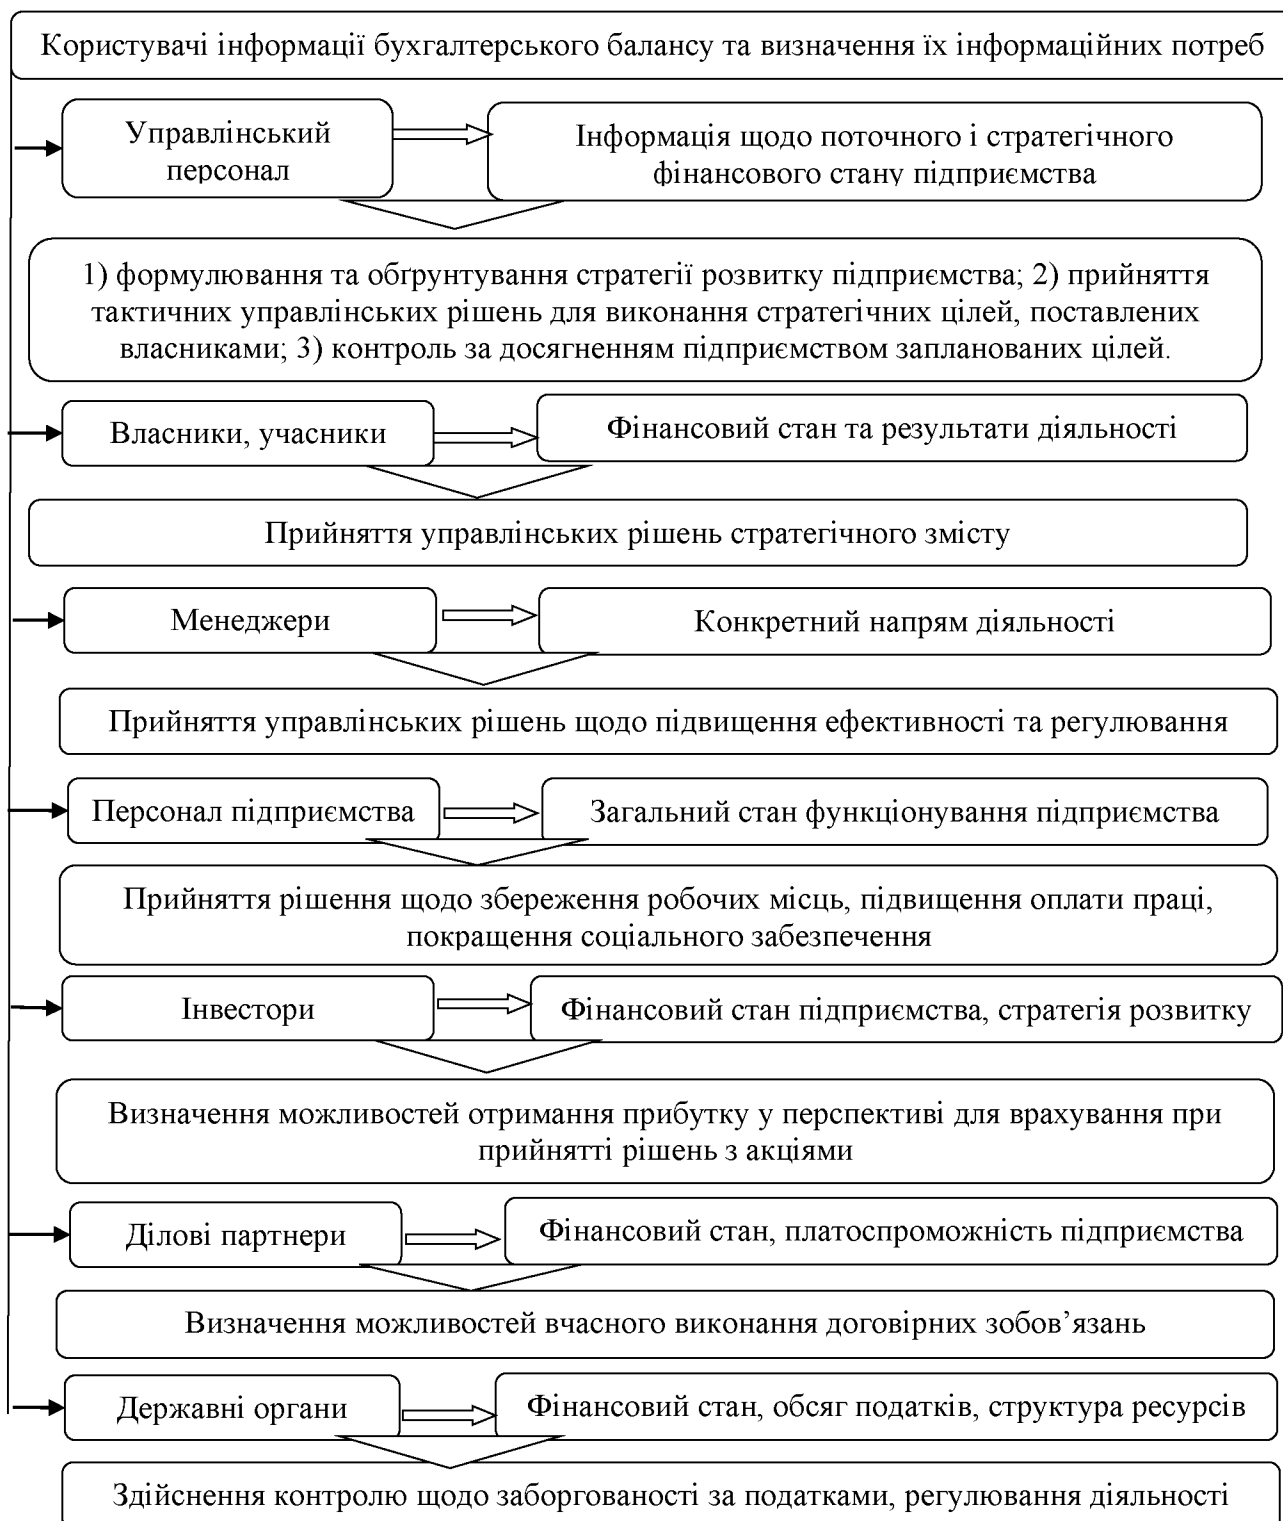 Користувачі інформації бухгалтерського балансу та визначення їх інформаційних потреб
Управлінський
персонал
Інформація щодо поточного і стратегічного
фінансового стану підприємства
1) формулювання та обґрунтування стратегії розвитку підприємства; 2) прийняття
тактичних управлінських рішень для виконання стратегічних цілей, поставлених
власниками; 3) контроль за досягненням підприємством запланованих цілей.
Власники, учасники
Фінансовий стан та результати діяльності
Прийняття управлінських рішень стратегічного змісту
Менеджери
Конкретний напрям діяльності
Прийняття управлінських рішень щодо підвищення ефективності та регулювання
Персонал підприємства
Загальний стан функціонування підприємства
Прийняття рішення щодо збереження робочих місць, підвищення оплати праці,
покращення соціального забезпечення
Інвестори
Фінансовий стан підприємства, стратегія розвитку
Визначення можливостей отримання прибутку у перспективі для врахування при
прийнятті рішень з акціями
Ділові партнери
Фінансовий стан, платоспроможність підприємства
Визначення можливостей вчасного виконання договірних зобов’язань
Державні органи
Фінансовий стан, обсяг податків, структура ресурсів
Здійснення контролю щодо заборгованості за податками, регулювання діяльності